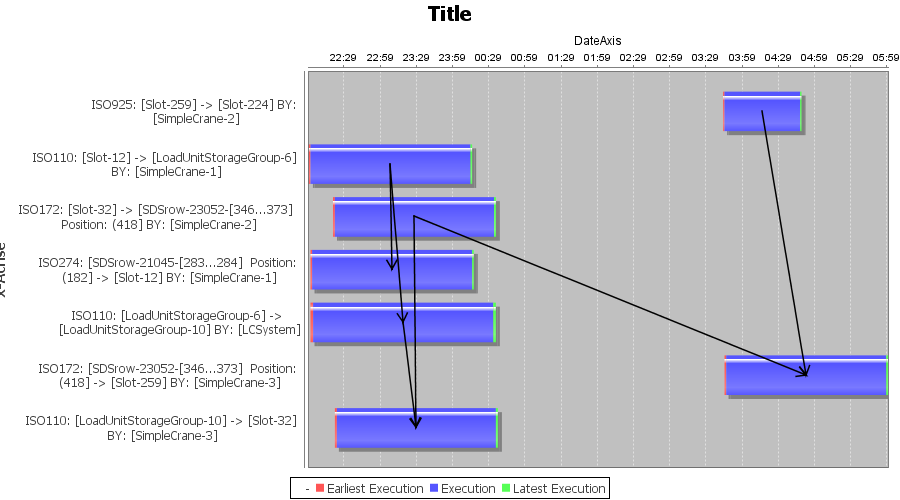 Title
DateAxis
22:29 22:59 23:29 23:59 00:29 00:59 01:29 01:59 02:29 02:59 03:29 03:59 04:29 04:59 05:29 05:59
ISO925: [Slot-259] -> [Slot-224] BY:
[SimpleCrane-2]
ISO110: [Slot-12] -> [LoadUnitStorageGroup-6]
BY: [SimpleCrane-1]
ISO172: [Slot-32] -> [SDSrow-23052-[346...373]
Position: (418] BY: [SimpleCrane-2]
ISO274: [SDSrow-21045-[283...284] Position:
(182] -> [Slot-12] BY: [SimpleCrane-1]
ISO110: [LoadUnitStorageGroup-6] ->
[LoadUnitStorageGroup-10] BY: [LCSystem]
ISO172: [SDSrow-23052-[346...373] Position:
(418] -> [Slot-259] BY: [SimpleCrane-3]
ISO110: [LoadUnitStorageGroup-10] -> [Slot-32]
BY: [SimpleCrane-3]
- Earliest Execution Execution Latest Execution